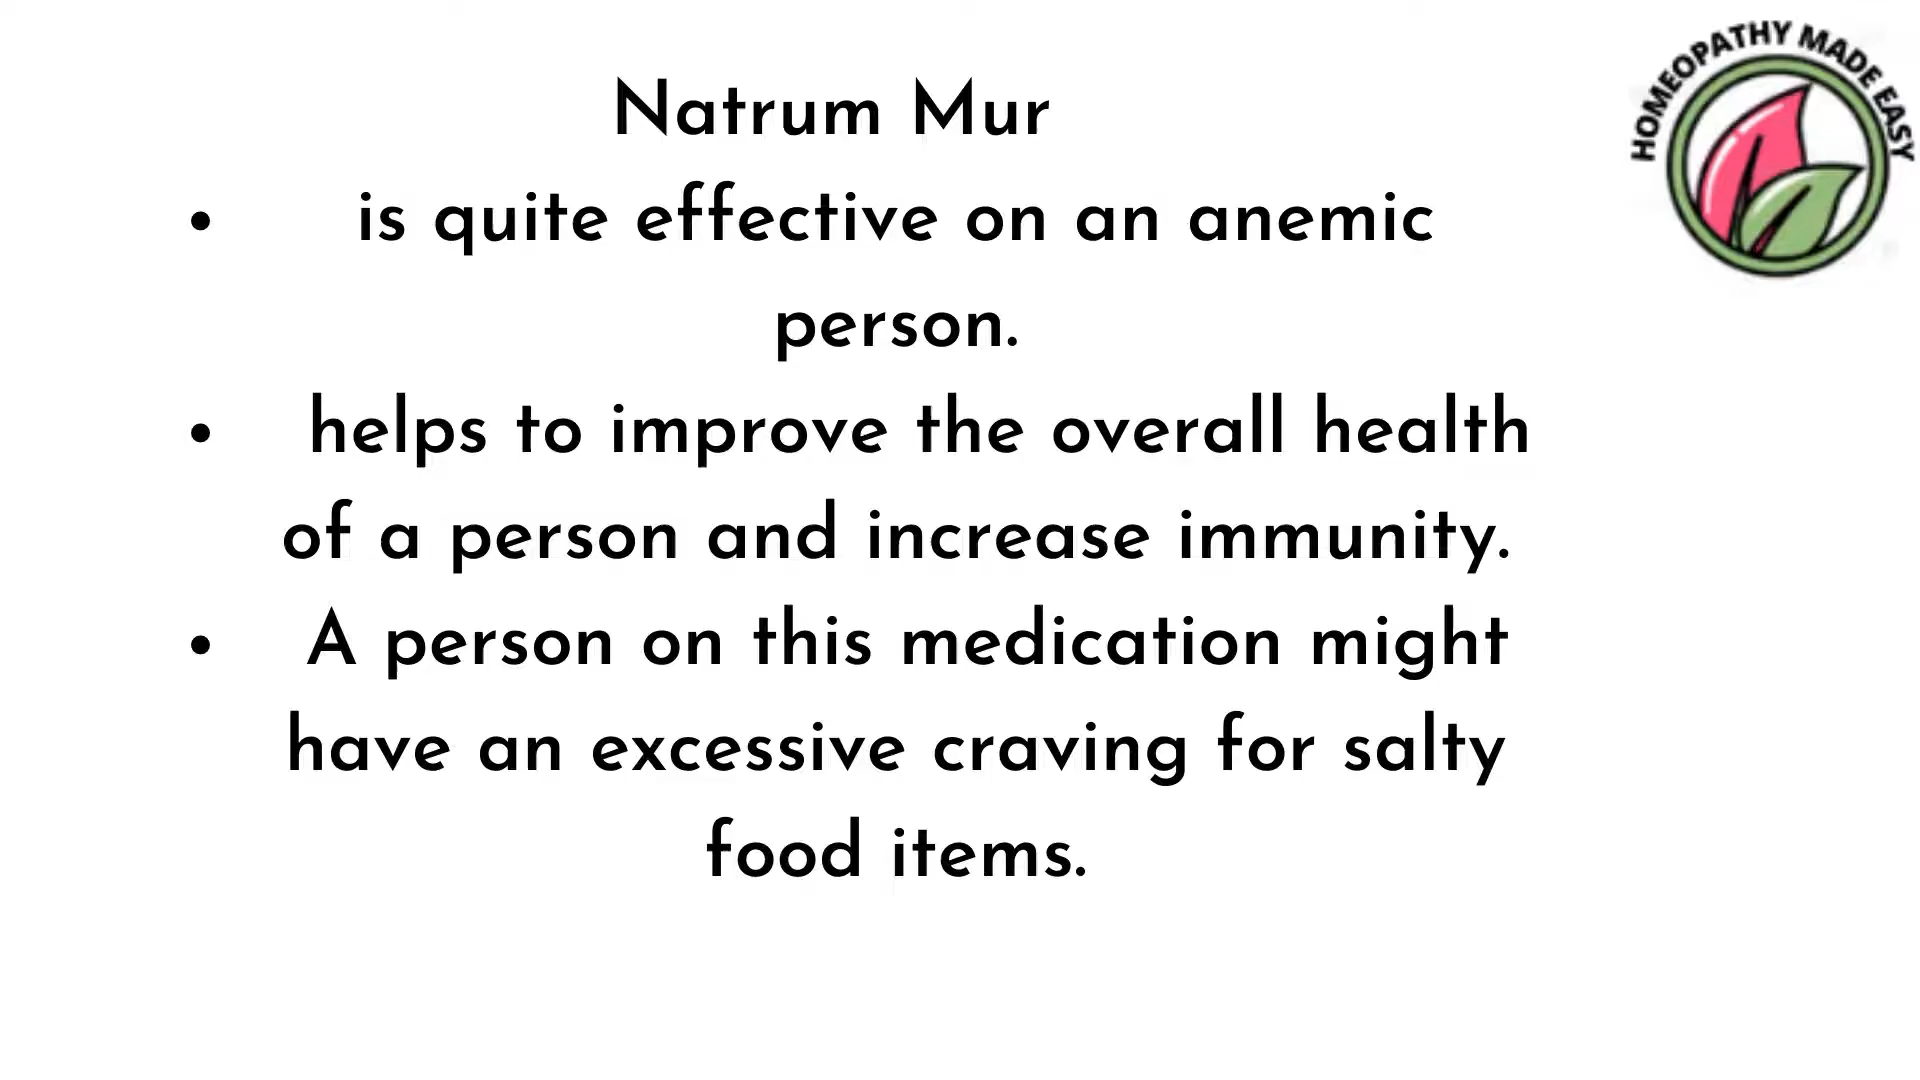 HOMEOPATHY MADE EASY
Natrum Mur
• is quite effective on an anemic
person.
• helps to improve the overall health
of a person and increase immunity.
• A person on this medication might
have an excessive craving for salty
food items.